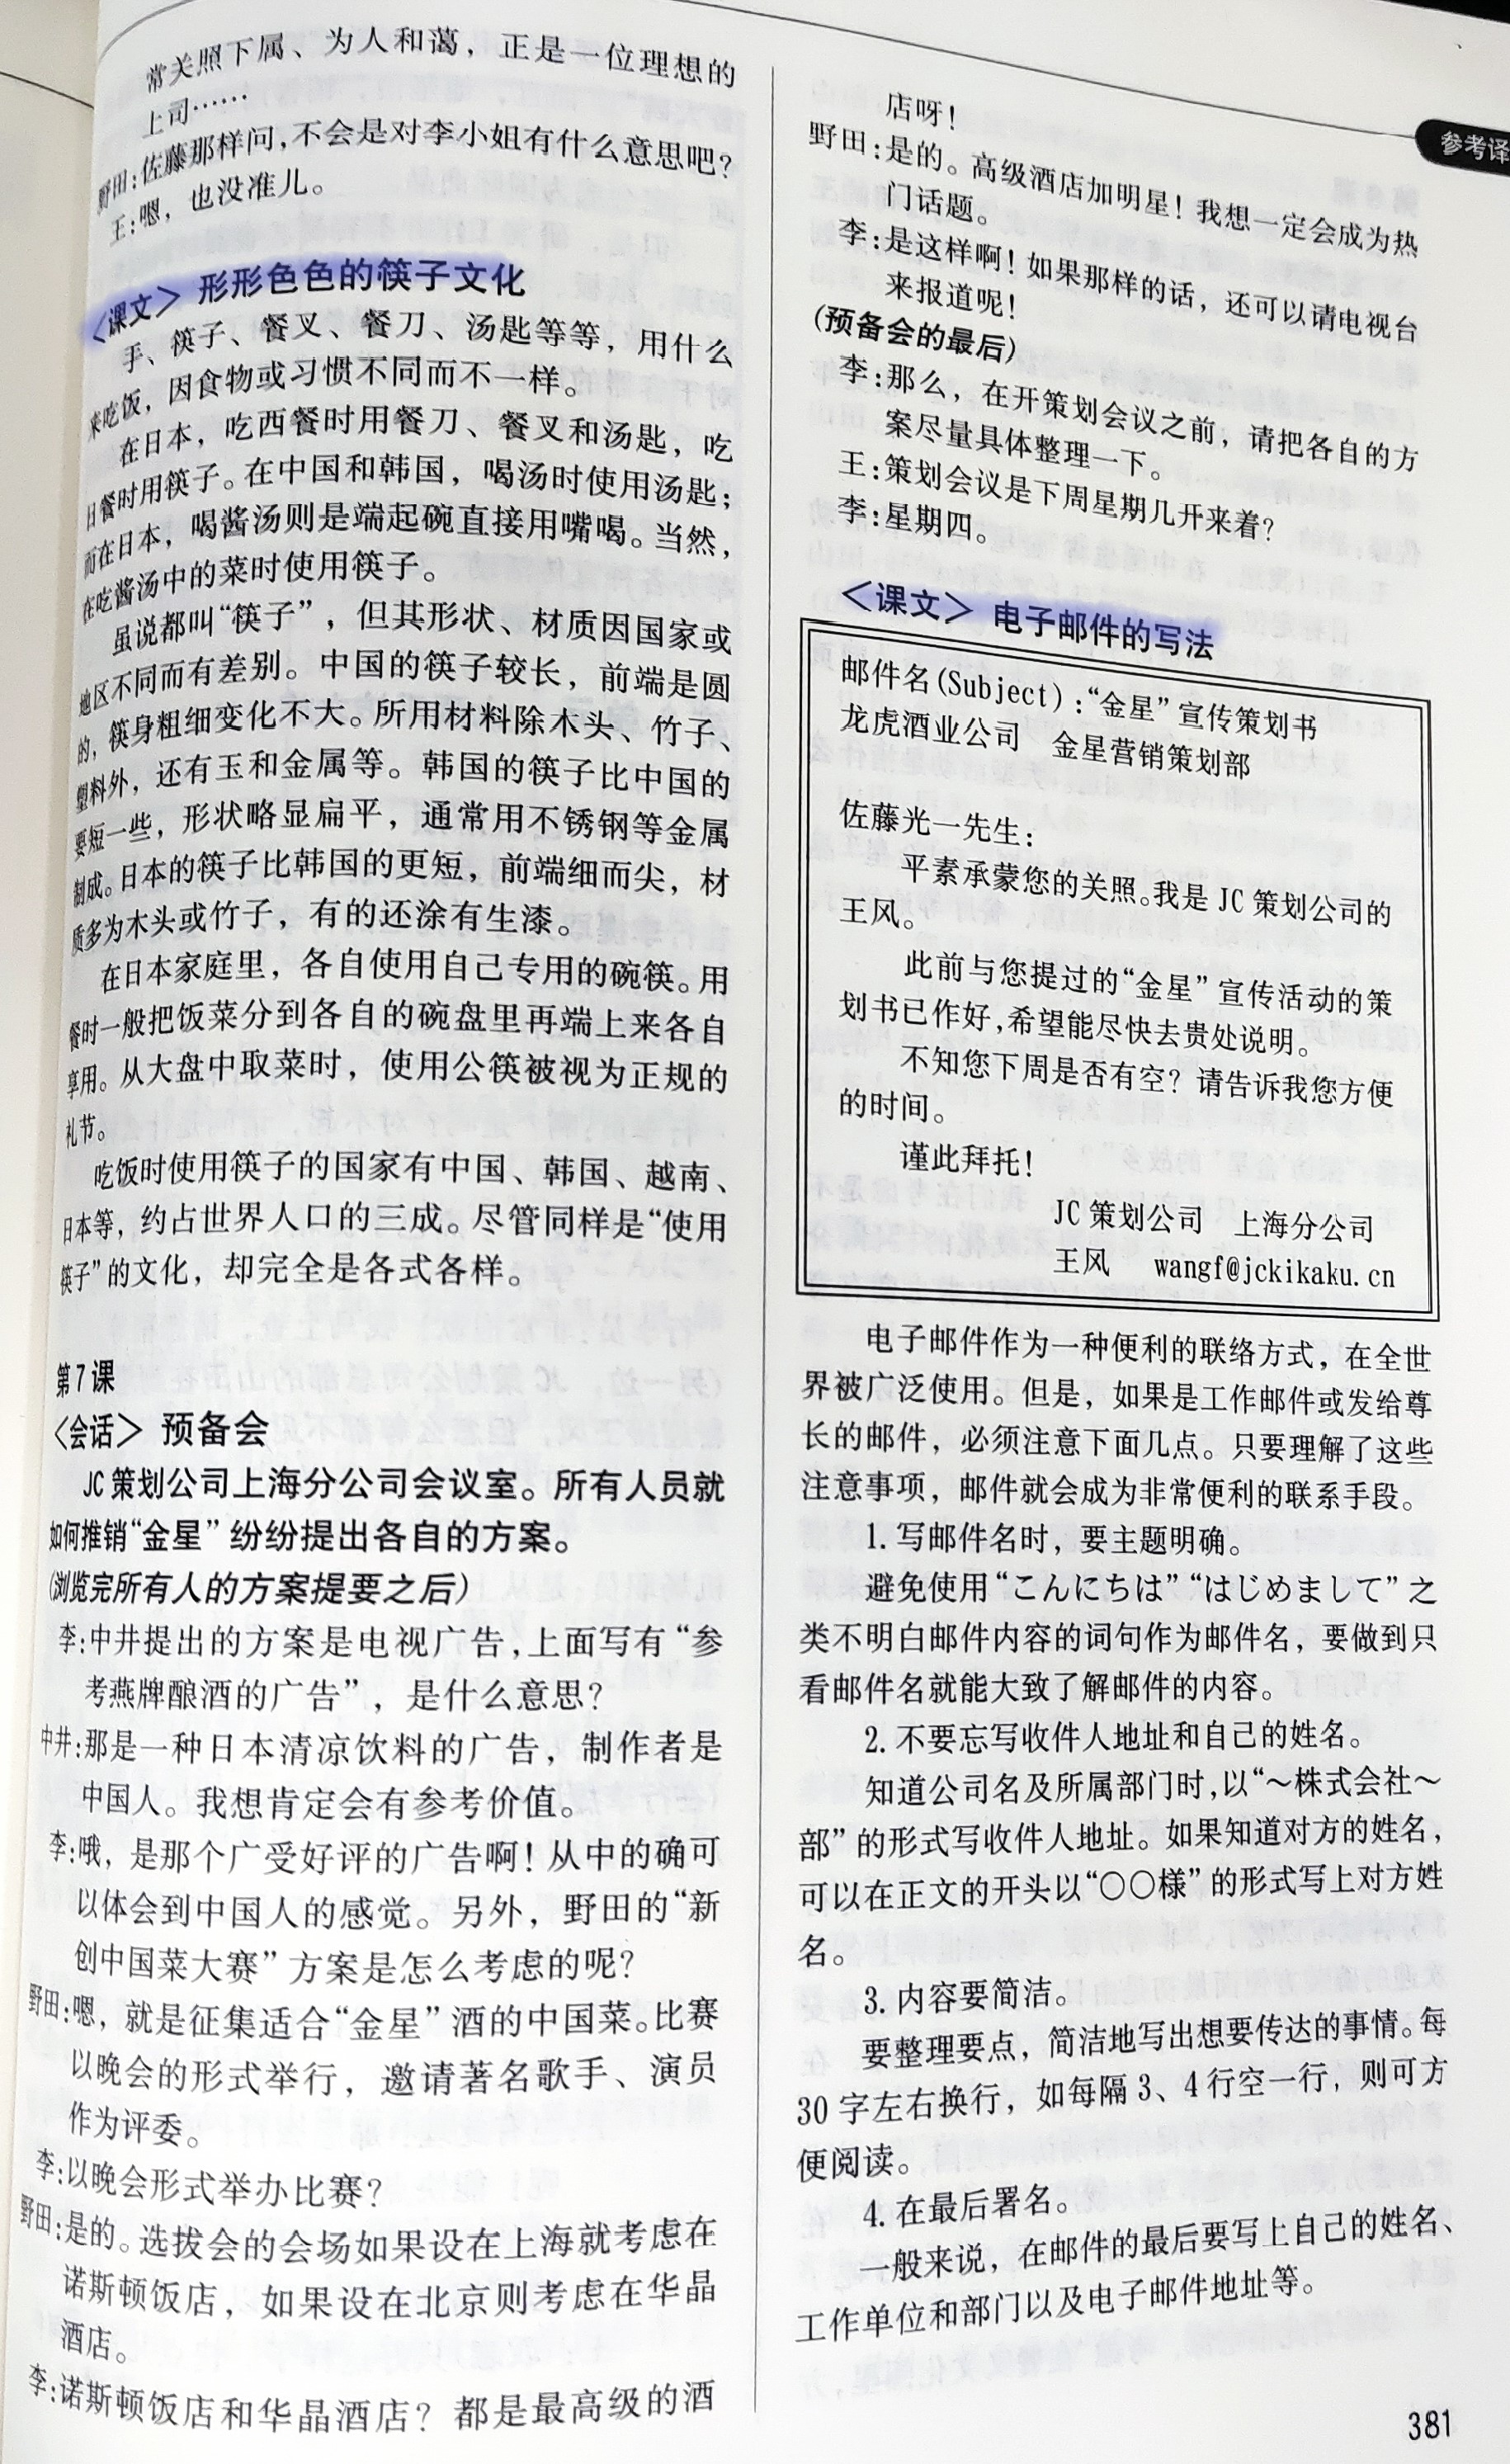 常关照下属、为人和蔼，正是一位理想的
上司……
野田:佐藤那样问,不会是对李小姐有什么意思吧?
王:嗯，也没准儿。
〈课文〉 形形色色的筷子文化
手、筷子、餐叉、餐刀、汤匙等等，用什么
来吃饭，因食物或习惯不同而不一样。
在日本，吃西餐时用餐刀、餐叉和汤匙，吃
日餐时用筷子。在中国和韩国，喝汤时使用汤匙;
而在日本，喝酱汤则是端起碗直接用嘴喝。当然,
在吃酱汤中的菜时使用筷子。
虽说都叫“筷子”，但其形状、材质因国家或
地区不同而有差别。中国的筷子较长，前端是圆
的，筷身粗细变化不大。所用材料除木头、竹子、
塑料外，还有玉和金属等。韩国的筷子比中国的
要短一些，形状略显扁平，通常用不锈钢等金属
制成。日本的筷子比韩国的更短，前端细而尖，材
质多为木头或竹子，有的还涂有生漆。
在日本家庭里，各自使用自己专用的碗筷。用
餐时一般把饭菜分到各自的碗盘里再端上来各自
享用。从大盘中取菜时，使用公筷被视为正规的
礼节。
吃饭时使用筷子的国家有中国、韩国、越南、
日本等，约占世界人口的三成。尽管同样是“使用
筷子”的文化，却完全是各式各样。
第7课
〈会话〉 预备会
JC策划公司上海分公司会议室。所有人员就
如何推销“金星”纷纷提出各自的方案。
(浏览完所有人的方案提要之后)
李:中井提出的方案是电视广告,上面写有“参
考燕牌酿酒的广告”，是什么意思?
中井:那是一种日本清凉饮料的广告，制作者是
中国人。我想肯定会有参考价值。
李:哦，是那个广受好评的广告啊!从中的确可
以体会到中国人的感觉。另外，野田的“新
创中国菜大赛”方案是怎么考虑的呢?
野田:嗯，就是征集适合“金星”酒的中国菜。比赛
以晚会的形式举行，邀请著名歌手、演员
作为评委。
李:以晚会形式举办比赛?
野田:是的。选拔会的会场如果设在上海就考虑在
诺斯顿饭店，如果设在北京则考虑在华晶
酒店。
李:诺斯顿饭店和华晶酒店? 都是最高级的酒
参考译
店呀!
野田:是的。高级酒店加明星!我想一定会成为热
门话题。
李:是这样啊!如果那样的话，还可以请电视台
来报道呢!
(预备会的最后)
李:那么，在开策划会议之前，请把各自的方
案尽量具体整理一下。
王:策划会议是下周星期几开来着?
李:星期四。
〈课文〉 电子邮件的写法
邮件名(Subject):“金星”宣传策划书
龙虎酒业公司　金星营销策划部
佐藤光一先生:
平素承蒙您的关照。我是JC策划公司的
王风。
此前与您提过的“金星”宣传活动的策
划书已作好,希望能尽快去贵处说明。
不知您下周是否有空? 请告诉我您方便
的时间。
谨此拜托!
JC策划公司　上海分公司
王风　wangf@jckikaku.cn
电子邮件作为一种便利的联络方式，在全世
界被广泛使用。但是，如果是工作邮件或发给尊
长的邮件，必须注意下面几点。只要理解了这些
注意事项，邮件就会成为非常便利的联系手段。
1. 写邮件名时，要主题明确。
避免使用“こんにちは”“はじめまして”之
类不明白邮件内容的词句作为邮件名，要做到只
看邮件名就能大致了解邮件的内容。
2. 不要忘写收件人地址和自己的姓名。
知道公司名及所属部门时,以“～株式会社～
部”的形式写收件人地址。如果知道对方的姓名,
可以在正文的开头以“〇〇様”的形式写上对方姓
名。
3. 内容要简洁。
要整理要点，简洁地写出想要传达的事情。每
30字左右换行，如每隔3、4行空一行，则可方
便阅读。
4. 在最后署名。
一般来说，在邮件的最后要写上自己的姓名、
工作单位和部门以及电子邮件地址等。
381